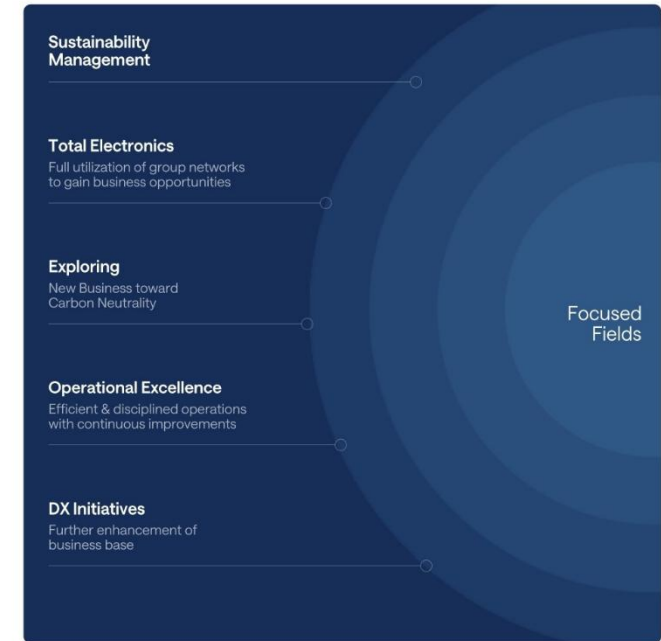 Sustainability
Management
Total Electronics
Full utilization of group networks
to gain business opportunities
Exploring
New Business toward
Carbon Neutrality
Focused
Fields
Operational Excellence
Efficient & disciplined operations
with continuous improvements
DX Initiatives
Further enhancement of
business base